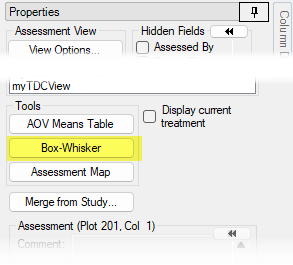 Properties
Assessment View
View Options...
Hidden Fields
Assessed By
myTDCView
Tools
AOV Means Table
Box-Whisker
Assessment Map
Display current
treatment
Merge from Study...
Assessment (Plot 201, Col 1)
Comment:
Column